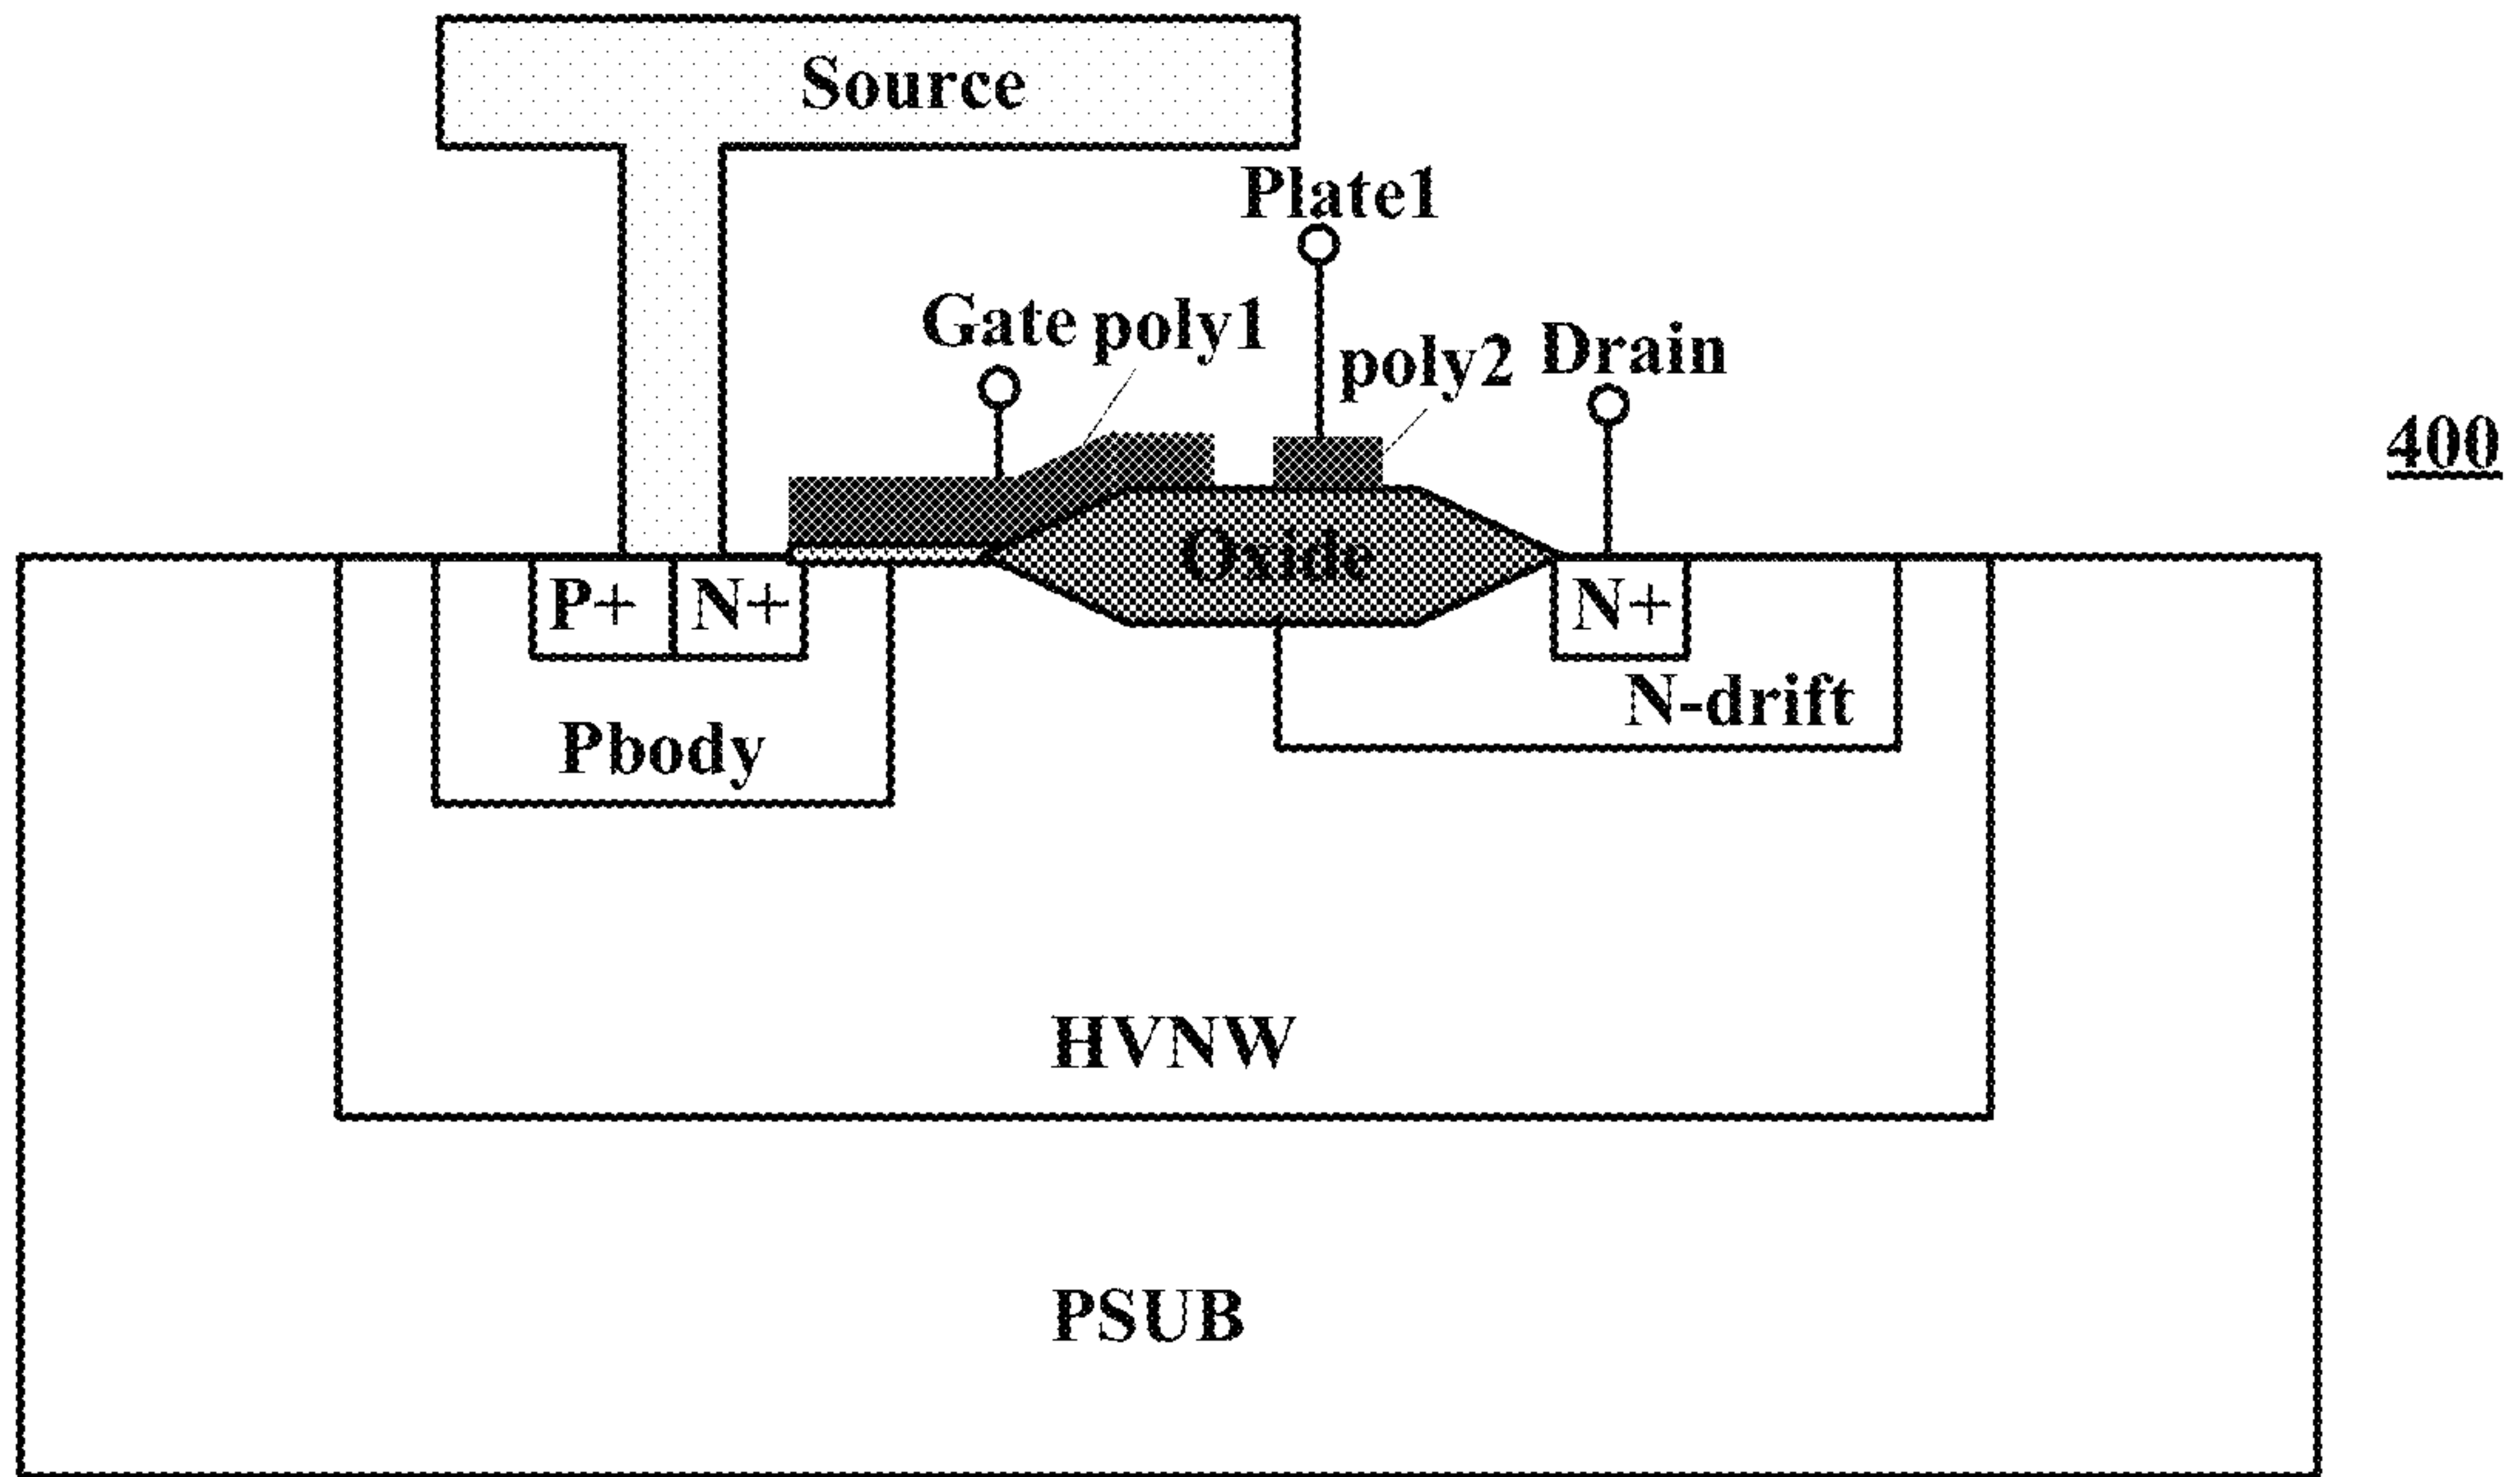 Source
Plate1
Gate poly1
poly2 Drain
400
Oxide
P+ N+ N+
N-drift
Pbody
HVNW
PSUB